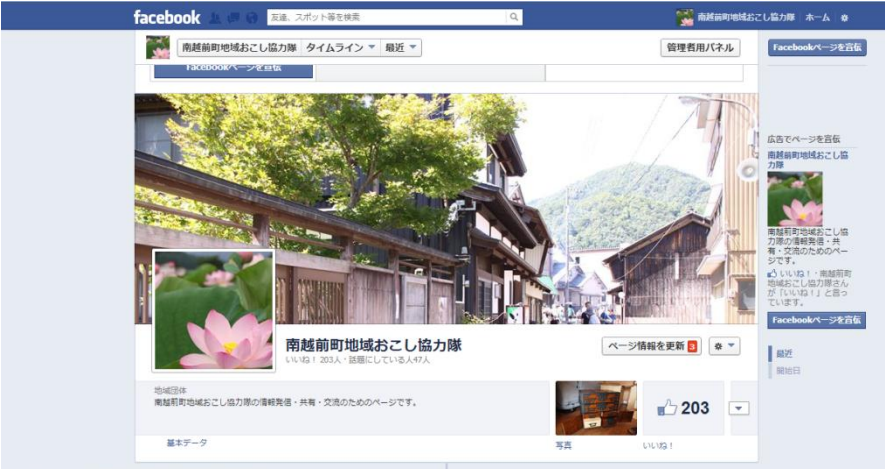 facebook
友達、スポット等を検索
南越前町地域おこし協力隊 ホーム
南越前町地域おこし協力隊 タイムライン 最近
管理者用パネル
Facebookページを宣伝
Facebookページを宣伝
広告でページを宣伝
南越前町地域おこし協
力隊
南越前町地域おこし協
力隊の情報発信・共
有・交流のためのペー
ジです。
いいね！・南越前町
地域おこし協力隊さん
が「いいね！」と言っ
ています。
Facebookページを宣伝
南越前町地域おこし協力隊
いいね！ 203人・話題にしている人47人
ページ情報を更新 3
最近
開始日
地域団体
南越前町地域おこし協力隊の情報発信・共有・交流のためのページです。
203
基本データ
写真
いいね！